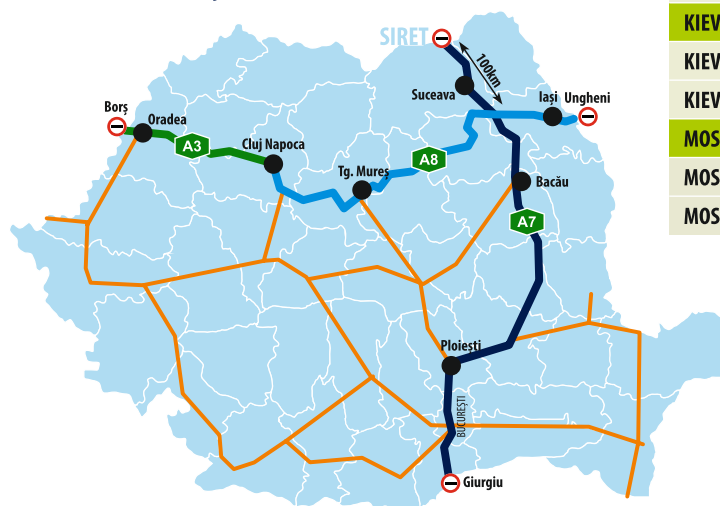 SIRET
100km
Suceava
Iași
Ungheni
Borș
Oradea
A3
Cluj Napoca
Tg. Mureș
A8
Bacău
A7
Ploiești
BUCUREȘTI
Giurgiu
KIEV
KIEV
KIEV
MOS
MOS
MOS